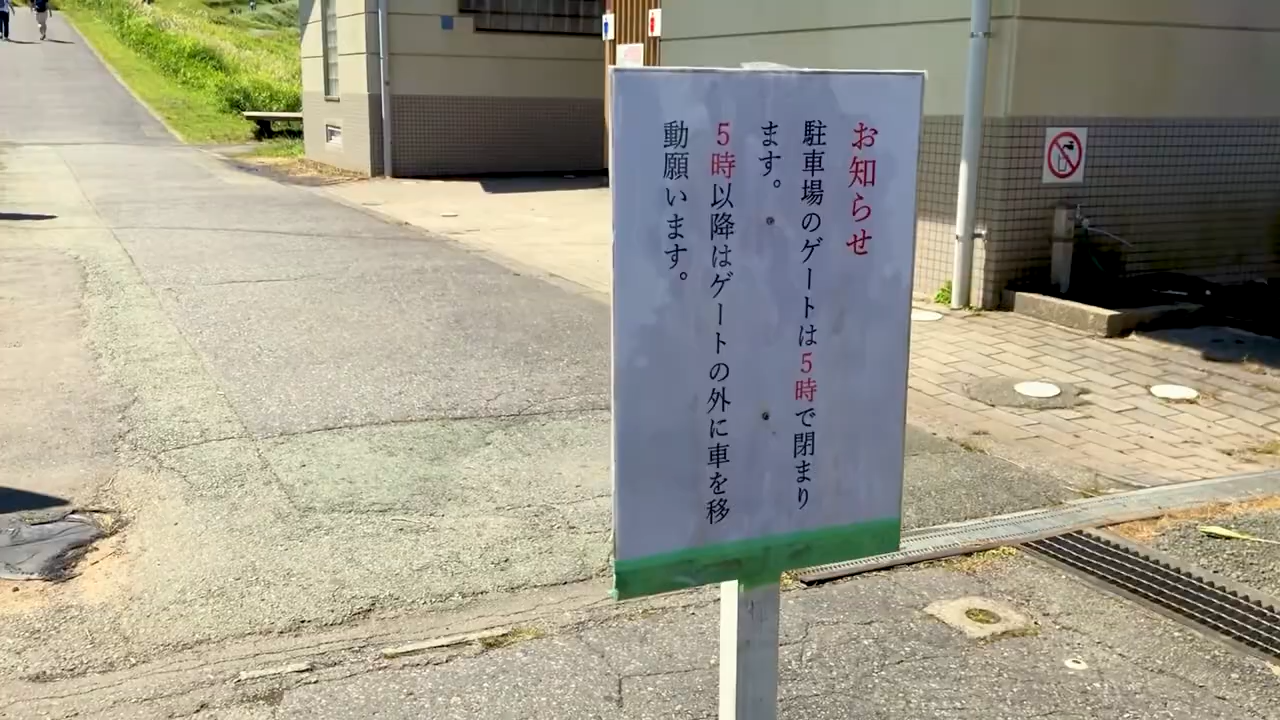 お知らせ
駐車場のゲートは5時で閉まり
ます。
5時以降はゲートの外に車を移
動願います。